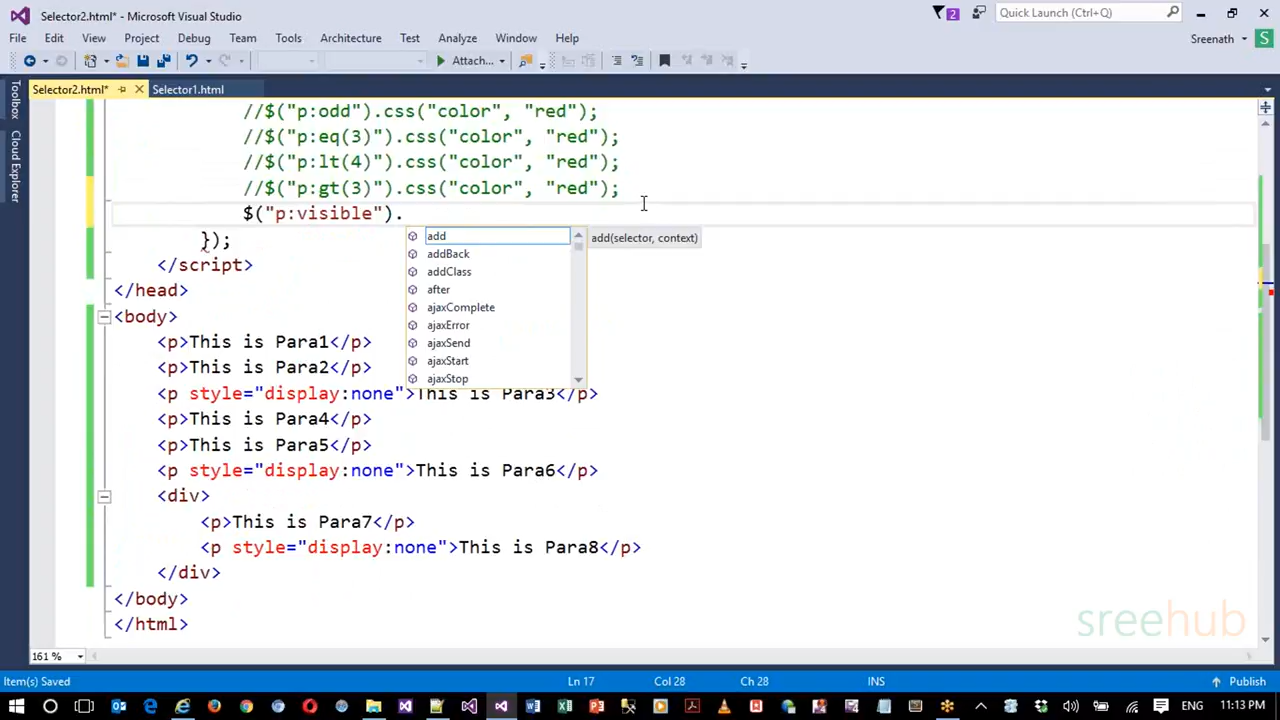 Selector2.html* - Microsoft Visual Studio
2
Quick Launch (Ctrl+Q)
File Edit View Project Debug Team Tools Architecture Test Analyze Window Help
Sreenath
S
Attach...
Toolbox
Cloud Explorer
Selector2.html*
Selector1.html
//$("p:odd").css("color", "red");
//$("p:eq(3)").css("color", "red");
//$("p:lt(4)").css("color", "red");
//$("p:gt(3)").css("color", "red");
$("p:visible").
add
add(selector, context)
addBack
addClass
after
ajaxComplete
ajaxError
ajaxSend
ajaxStart
ajaxStop
});
</script>
</head>
<body>
<p>This is Para1</p>
<p>This is Para2</p>
<p style="display:none">This is Para3</p>
<p>This is Para4</p>
<p>This is Para5</p>
<p style="display:none">This is Para6</p>
<div>
<p>This is Para7</p>
<p style="display:none">This is Para8</p>
</div>
</body>
</html>
sreehub
161 %
Item(s) Saved
Ln 17
Col 28
Ch 28
INS
Publish
ENG
11:13 PM